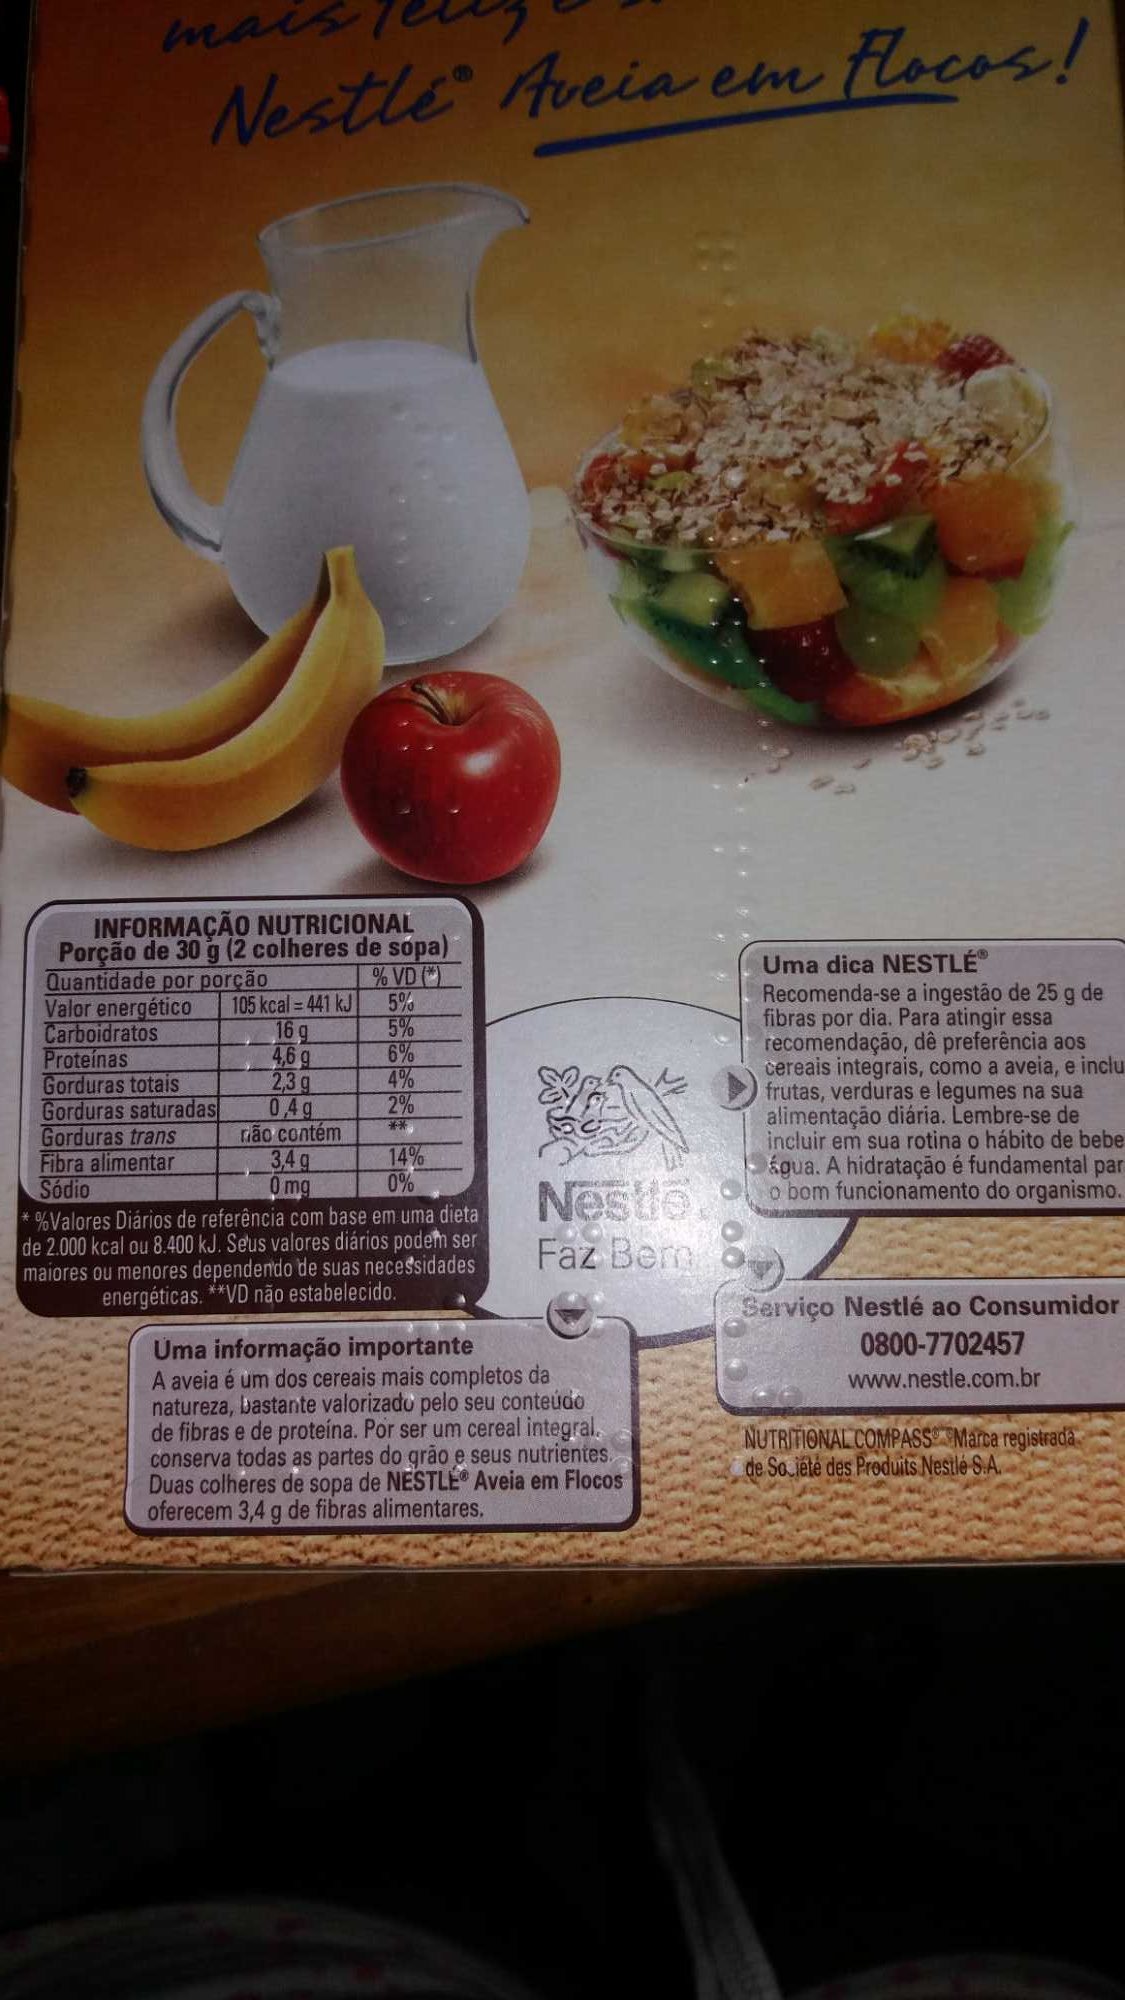 mais
Nestlé® Aveia em Flocos!
INFORMAÇÃO NUTRICIONAL
Porção de 30 g (2 colheres de sopa)
Quantidade por porção % VD (*)
Valor energético 105 kcal = 441 kJ 5%
Carboidratos 16 g 5%
Proteínas 4,6 g 6%
Gorduras totais 2,3 g 4%
Gorduras saturadas 0,4 g 2%
Gorduras trans não contém **
Fibra alimentar 3,4 g 14%
Sódio 0 mg 0%
* %Valores Diários de referência com base em uma dieta
de 2.000 kcal ou 8.400 kJ. Seus valores diários podem ser
maiores ou menores dependendo de suas necessidades
energéticas. **VD não estabelecido.
Nestlé.
Faz Bem
Uma dica NESTLÉ®
Recomenda-se a ingestão de 25 g de
fibras por dia. Para atingir essa
recomendação, dê preferência aos
cereais integrais, como a aveia, e inclu
frutas, verduras e legumes na sua
alimentação diária. Lembre-se de
incluir em sua rotina o hábito de bebe
água. A hidratação é fundamental par
o bom funcionamento do organismo.
Serviço Nestlé ao Consumidor
0800-7702457
www.nestle.com.br
Uma informação importante
A aveia é um dos cereais mais completos da
natureza, bastante valorizado pelo seu conteúdo
de fibras e de proteína. Por ser um cereal integral,
conserva todas as partes do grão e seus nutrientes.
Duas colheres de sopa de NESTLÉ® Aveia em Flocos
oferecem 3,4 g de fibras alimentares.
NUTRITIONAL COMPASS® ®Marca registrada
de Société des Produits Nestlé S.A.